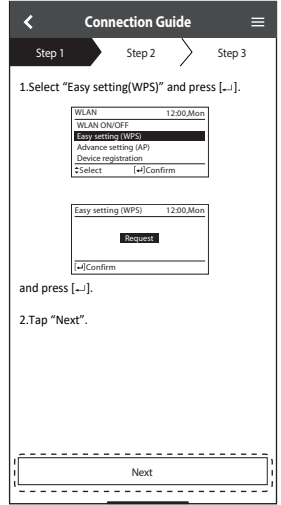 Connection Guide
Step 1 Step 2 Step 3
1.Select “Easy setting(WPS)” and press [↵].
WLAN 12:00,Mon
WLAN ON/OFF
Easy setting (WPS)
Advance setting (AP)
Device registration
Select [↵]Confirm
Easy setting (WPS) 12:00,Mon
Request
[↵]Confirm
and press [↵].
2.Tap “Next”.
Next